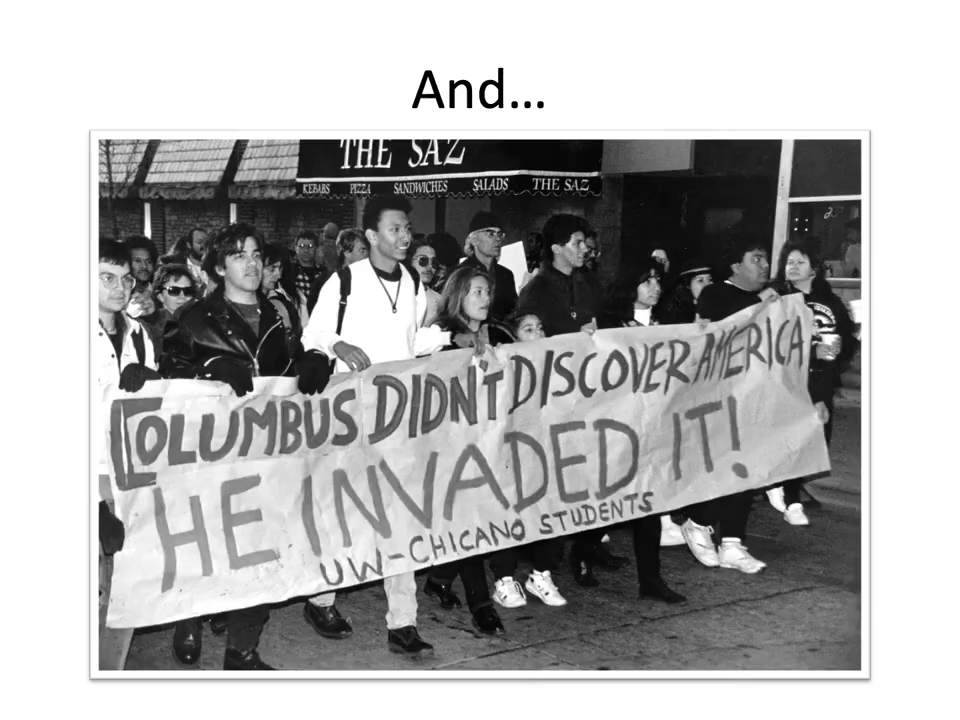 And…
THE SAZ
KEBABS PIZZA SANDWICHES SALADS THE SAZ
COLUMBUS DIDN'T DISCOVER AMERICA
HE INVADED IT!
UW-CHICANO STUDENTS